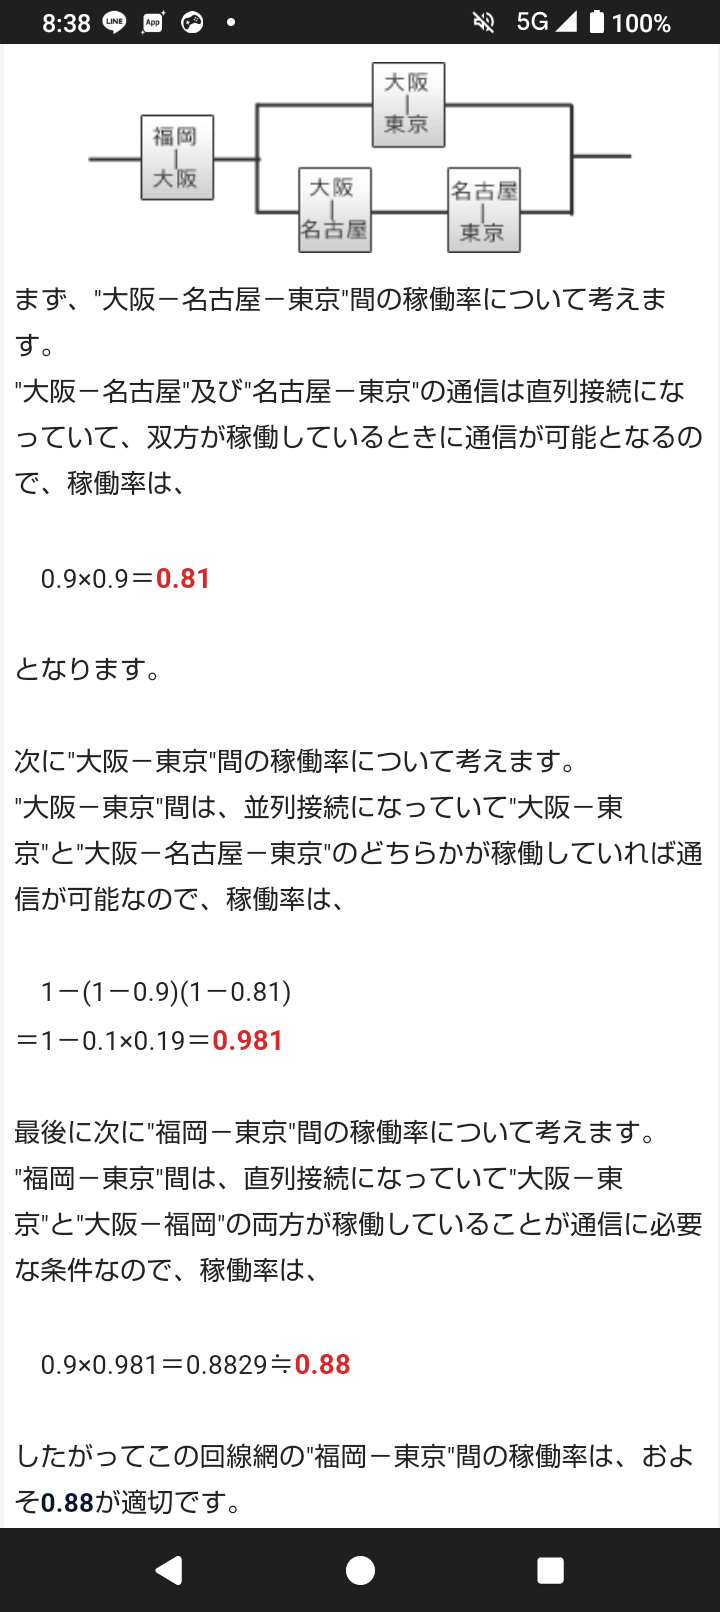 8:38 LINE App 5G 100%
大阪
東京
福岡
大阪
大阪
名古屋
名古屋
東京
まず、"大阪－名古屋－東京"間の稼働率について考えま
す。
"大阪－名古屋"及び"名古屋－東京"の通信は直列接続にな
っていて、双方が稼働しているときに通信が可能となるの
で、稼働率は、
0.9×0.9＝0.81
となります。
次に"大阪－東京"間の稼働率について考えます。
"大阪－東京"間は、並列接続になっていて"大阪－東
京"と"大阪－名古屋－東京"のどちらかが稼働していれば通
信が可能なので、稼働率は、
1－(1－0.9)(1－0.81)
＝1－0.1×0.19＝0.981
最後に次に"福岡－東京"間の稼働率について考えます。
"福岡－東京"間は、直列接続になっていて"大阪－東
京"と"大阪－福岡"の両方が稼働していることが通信に必要
な条件なので、稼働率は、
0.9×0.981＝0.8829≒0.88
したがってこの回線網の"福岡－東京"間の稼働率は、およ
そ0.88が適切です。